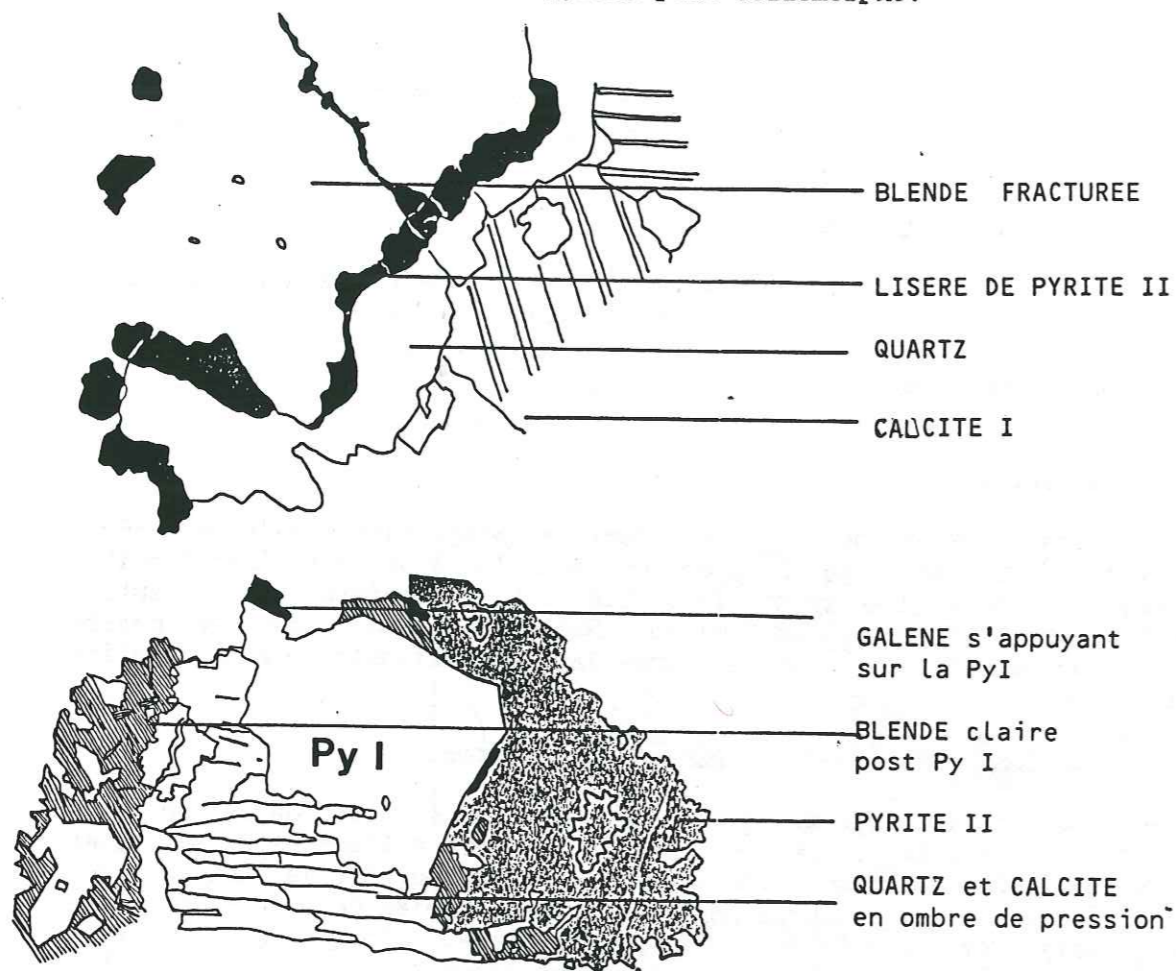 BLENDE FRACTUREE
LISERE DE PYRITE II
QUARTZ
CALCITE I
Py I
GALENE s'appuyant
sur la PyI
BLENDE claire
post Py I
PYRITE II
QUARTZ et CALCITE
en ombre de pression